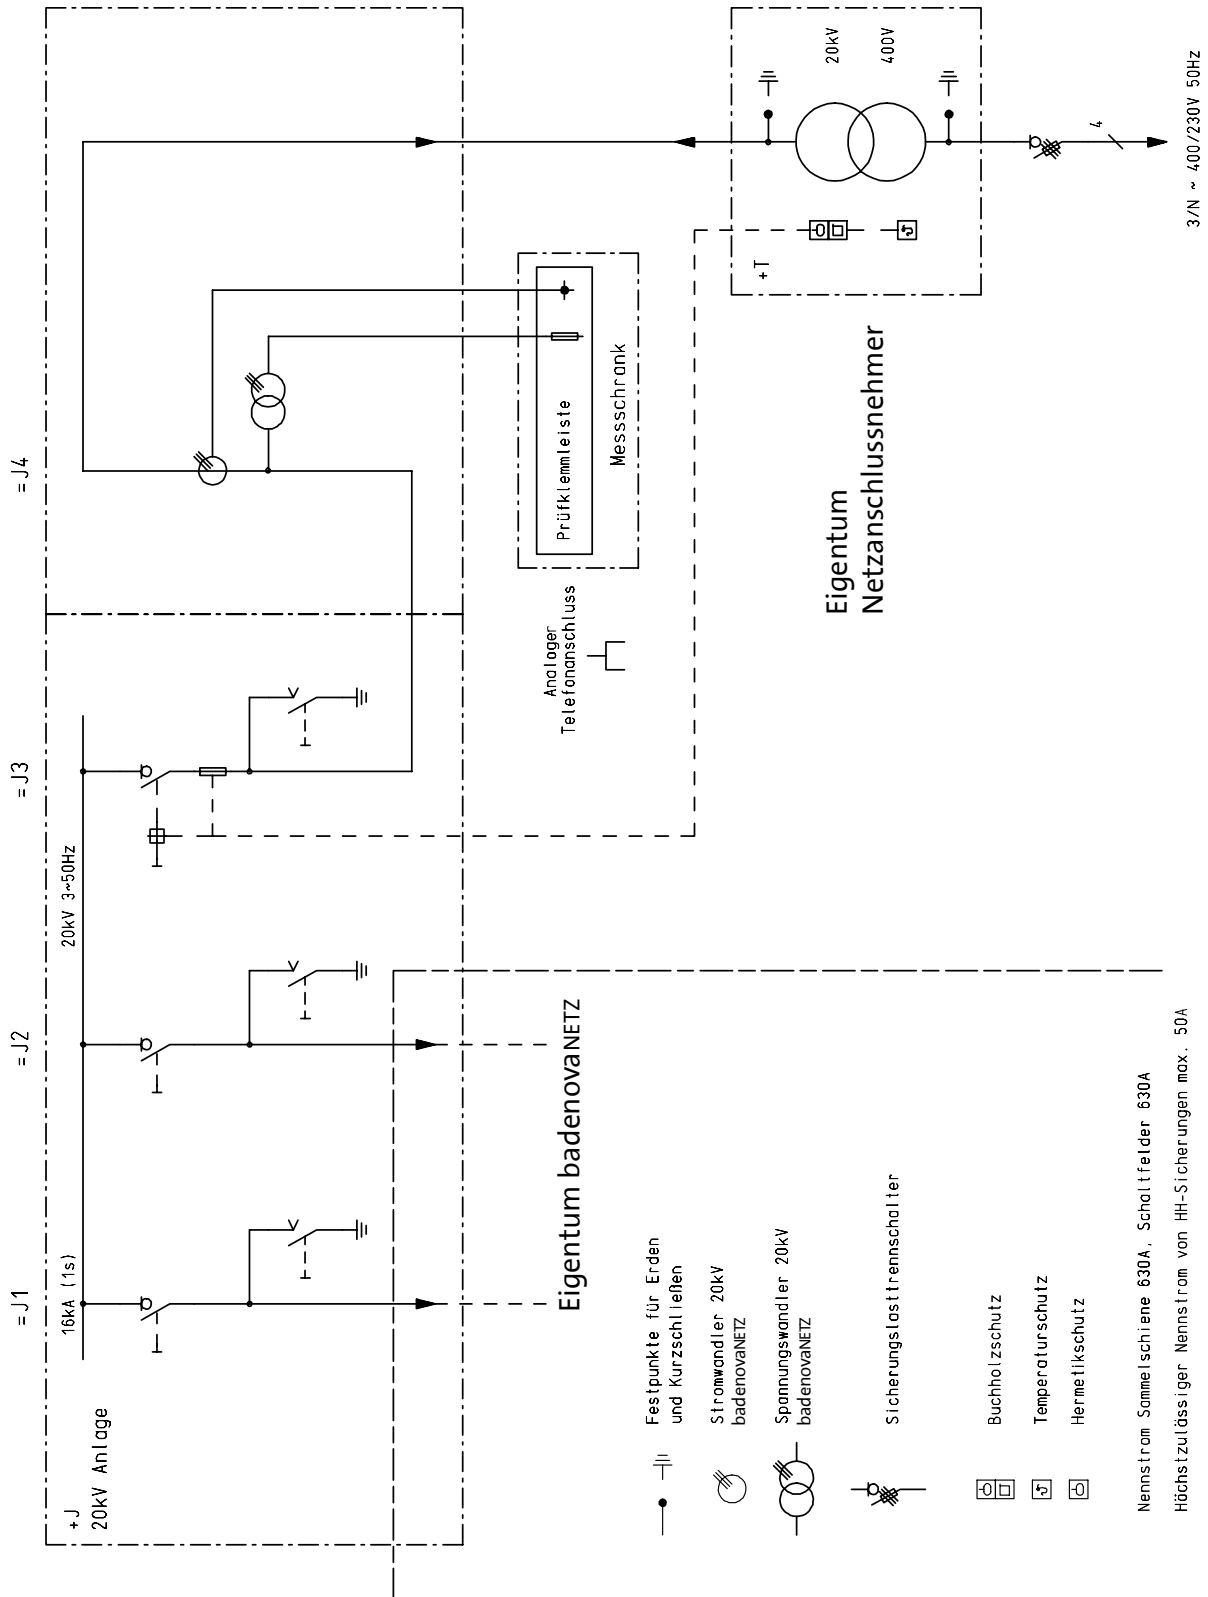 =J1
=J2
=J3
=J4
+J
20kV Anlage
16kA (1s)
20kV 3~50Hz
Eigentum badenovaNETZ
Analoger
Telefonanschluss
Prüfklemmleiste
Messschrank
+T
20kV
400V
4
3/N ~ 400/230V 50Hz
Eigentum
Netzanschlussnehmer
Festpunkte für Erden
und Kurzschließen
Stromwandler 20kV
badenovaNETZ
Spannungswandler 20kV
badenovaNETZ
Sicherungslasttrennschalter
Buchholzschutz
Temperaturschutz
Hermetikschutz
Nennstrom Sammelschiene 630A, Schaltfelder 630A
Höchstzulässiger Nennstrom von HH-Sicherungen max. 50A